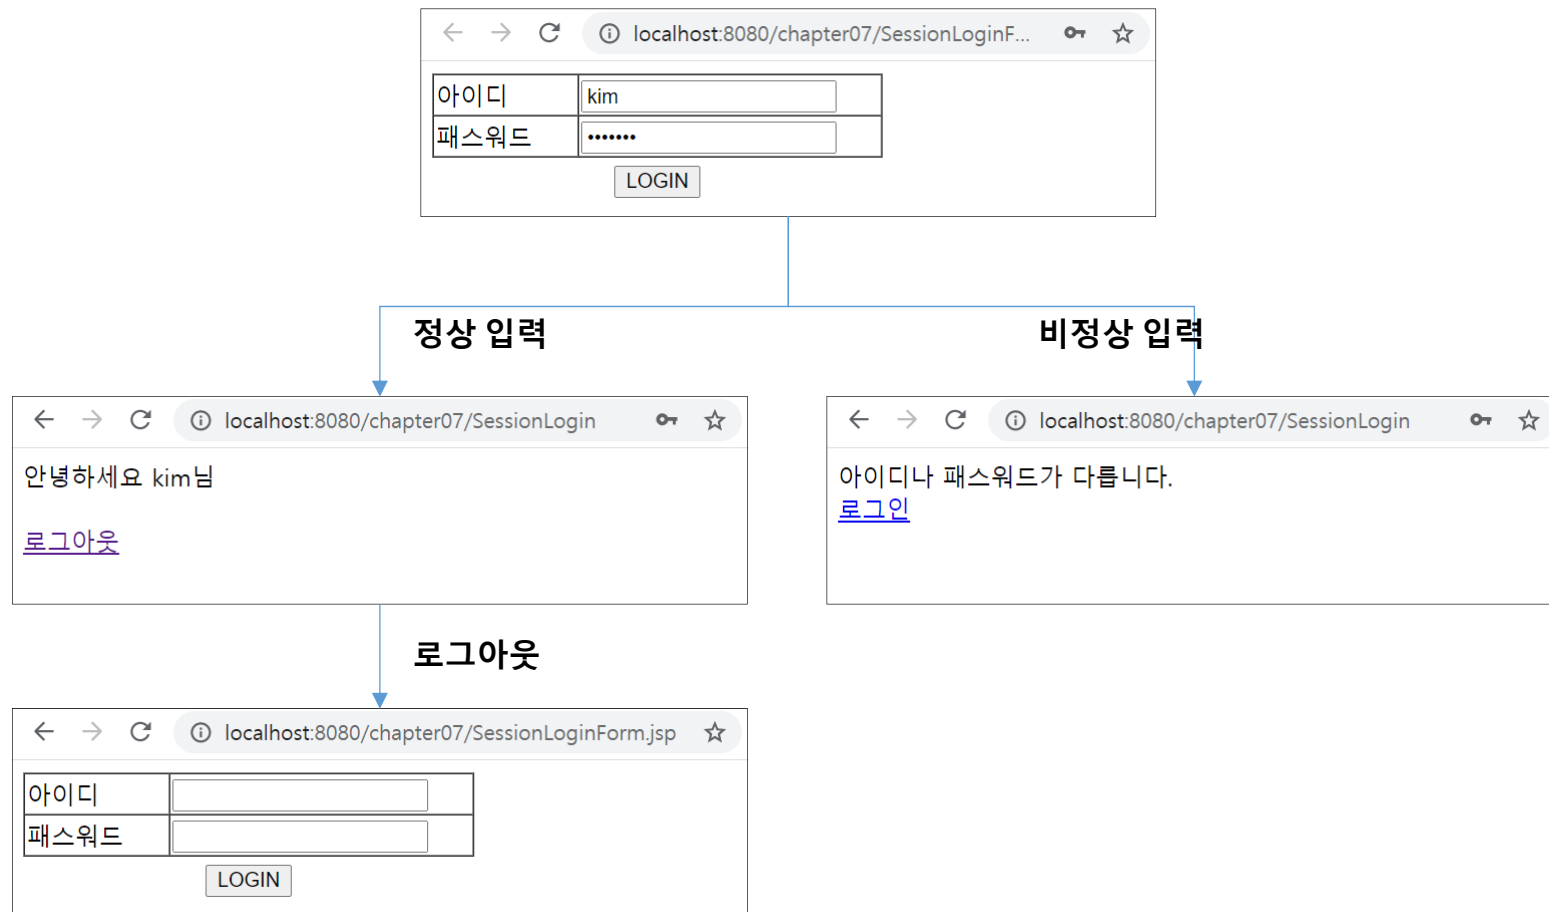 localhost:8080/chapter07/SessionLoginF...
아이디 kim
패스워드 •••••••
LOGIN
정상 입력
비정상 입력
localhost:8080/chapter07/SessionLogin
안녕하세요 kim님
로그아웃
localhost:8080/chapter07/SessionLogin
아이디나 패스워드가 다릅니다.
로그인
로그아웃
localhost:8080/chapter07/SessionLoginForm.jsp
아이디
패스워드
LOGIN